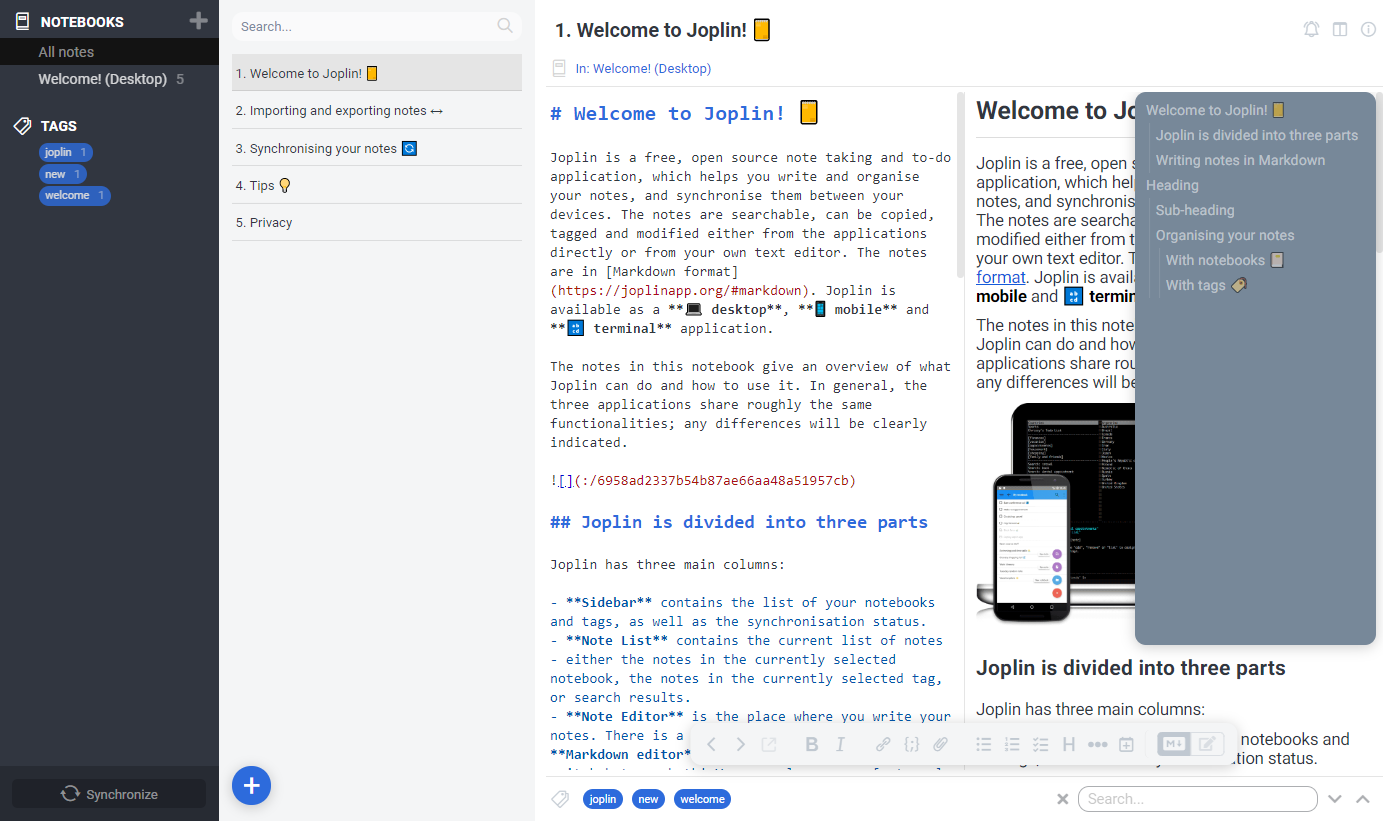 NOTEBOOKS
All notes
Welcome! (Desktop) 5
TAGS
joplin 1
new 1
welcome 1
Synchronize
Search...
1. Welcome to Joplin!
2. Importing and exporting notes ↔
3. Synchronising your notes
4. Tips
5. Privacy
1. Welcome to Joplin!
In: Welcome! (Desktop)
# Welcome to Joplin!
Joplin is a free, open source note taking and to-do
application, which helps you write and organise
your notes, and synchronise them between your
devices. The notes are searchable, can be copied,
tagged and modified either from the applications
directly or from your own text editor. The notes
are in [Markdown format]
(https://joplinapp.org/#markdown). Joplin is
available as a **💻 desktop**, **📱 mobile** and
**🔡 terminal** application.
The notes in this notebook give an overview of what
Joplin can do and how to use it. In general, the
three applications share roughly the same
functionalities; any differences will be clearly
indicated.
![](:/6958ad2337b54b87ae66aa48a51957cb)
## Joplin is divided into three parts
Joplin has three main columns:
- **Sidebar** contains the list of your notebooks
and tags, as well as the synchronisation status.
- **Note List** contains the current list of notes
- either the notes in the currently selected
notebook, the notes in the currently selected tag,
or search results.
- **Note Editor** is the place where you write your
notes. There is a
**Markdown editor*
Welcome to Jo
Joplin is a free, open s
application, which help
notes, and synchronis
The notes are searcha
modified either from t
your own text editor. T
format. Joplin is availa
mobile and 🔡 termin
The notes in this note
Joplin can do and how
applications share rou
any differences will be
Joplin is divided into three parts
Joplin has three main columns:
notebooks and
tion status.
Welcome to Joplin!
Joplin is divided into three parts
Writing notes in Markdown
Heading
Sub-heading
Organising your notes
With notebooks
With tags
B I
H
M↓
joplin new welcome
Search...